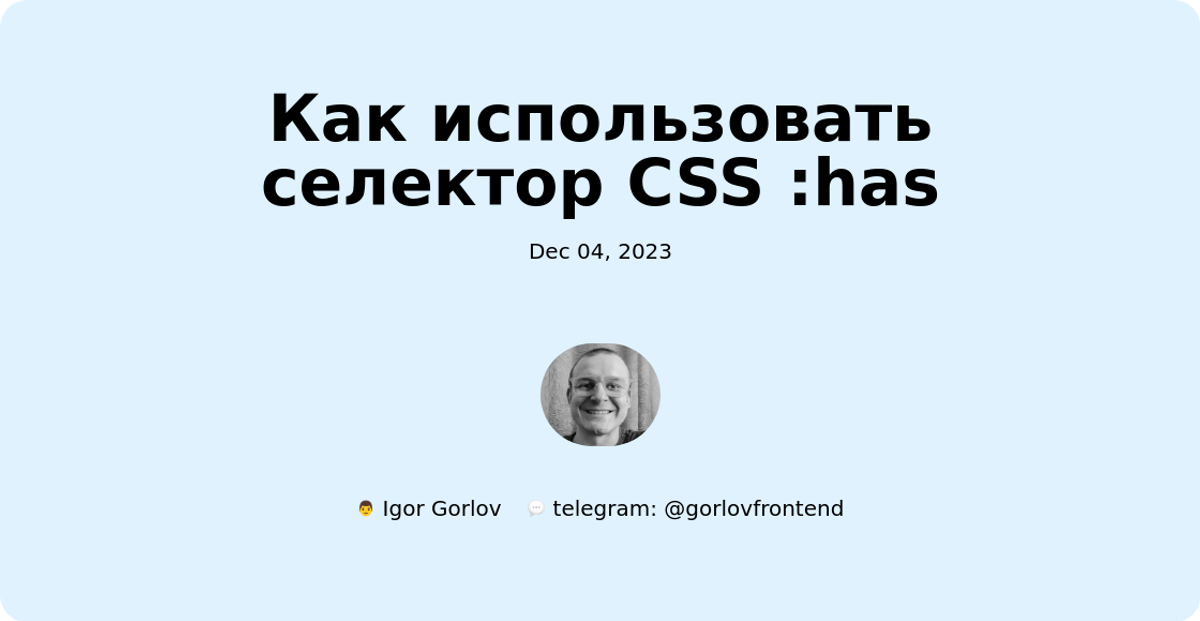 Как использовать
селектор CSS :has
Dec 04, 2023
👨 Igor Gorlov 💬 telegram: @gorlovfrontend